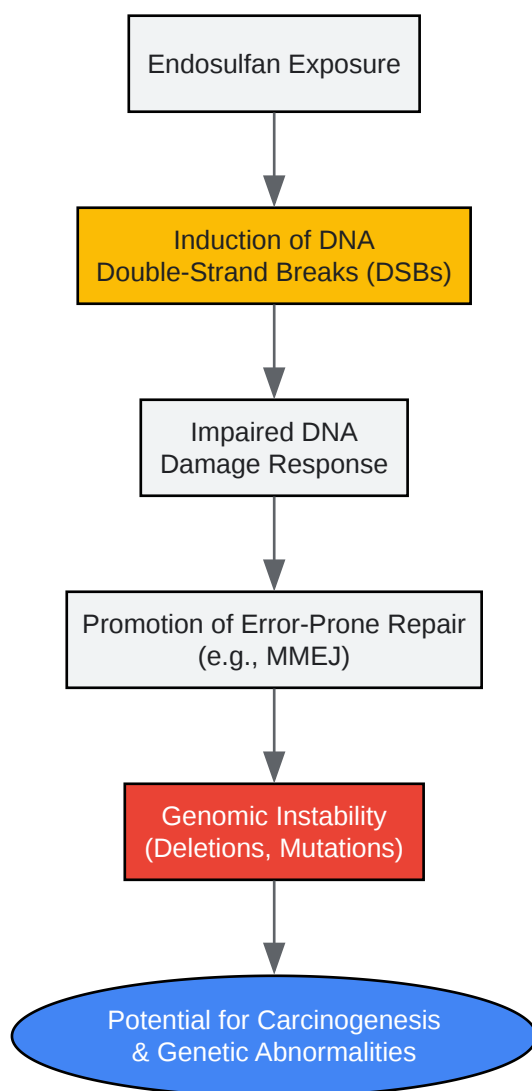 Endosulfan Exposure
Induction of DNA
Double-Strand Breaks (DSBs)
Impaired DNA
Damage Response
Promotion of Error-Prone Repair
(e.g., MMEJ)
Genomic Instability
(Deletions, Mutations)
Potential for Carcinogenesis
& Genetic Abnormalities